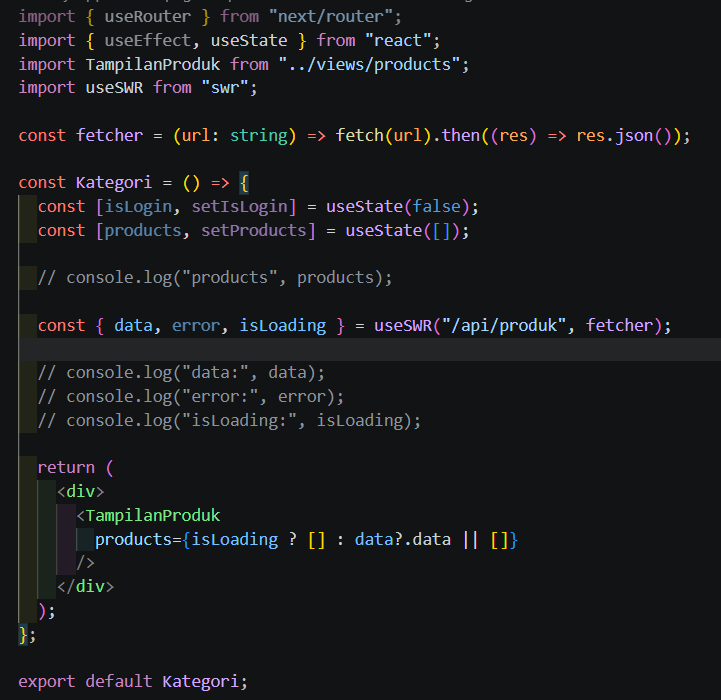 import { useRouter } from "next/router";
import { useEffect, useState } from "react";
import TampilanProduk from "../views/products";
import useSWR from "swr";
const fetcher = (url: string) => fetch(url).then((res) => res.json());
const Kategori = () => {
const [isLogin, setIsLogin] = useState(false);
const [products, setProducts] = useState([]);
// console.log("products", products);
const { data, error, isLoading } = useSWR("/api/produk", fetcher);
// console.log("data:", data);
// console.log("error:", error);
// console.log("isLoading:", isLoading);
return (
<div>
<TampilanProduk
products={isLoading ? [] : data?.data || []}
/>
</div>
);
};
export default Kategori;